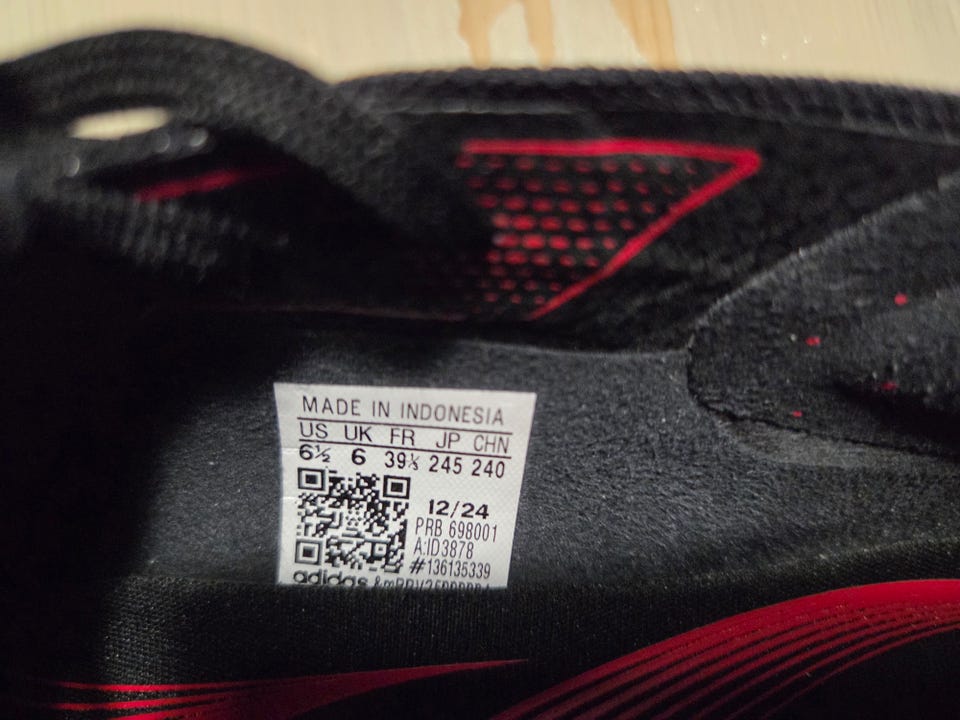 MADE IN INDONESIA
US UK FR JP CHN
6½ 6 39⅓ 245 240
12/24
PRB 698001
A:ID3878
#136135339
adidas